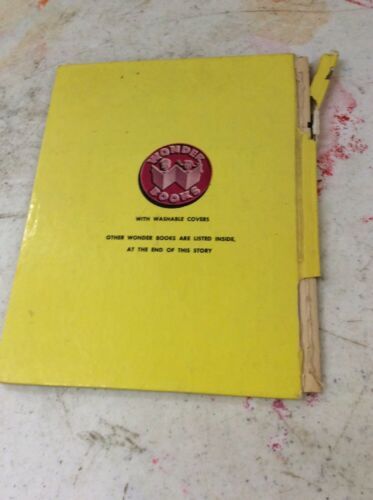 WONDER
BOOKS
WITH WASHABLE COVERS
OTHER WONDER BOOKS ARE LISTED INSIDE,
AT THE END OF THIS STORY